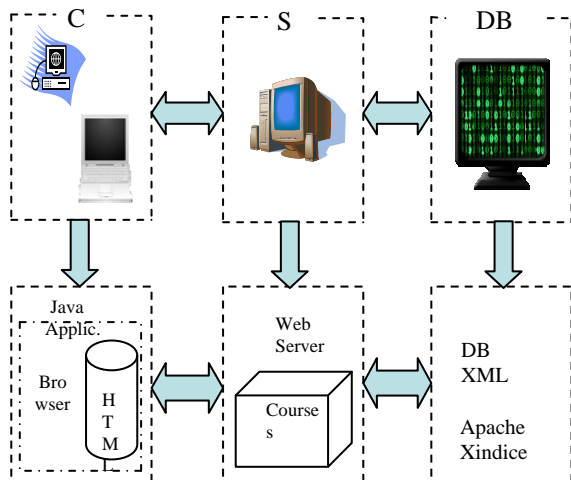 C
S
DB
Java
Applic.
Bro
wser
H
T
M
L
Web
Server
Course
s
DB
XML
Apache
Xindice